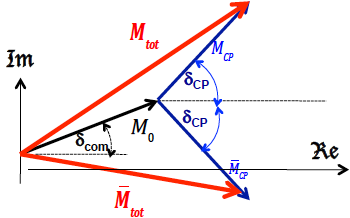 Im
M_tot
M_CP
δ_CP
δ_CP
δ_com
M_0
M̅_CP
Re
M̅_tot